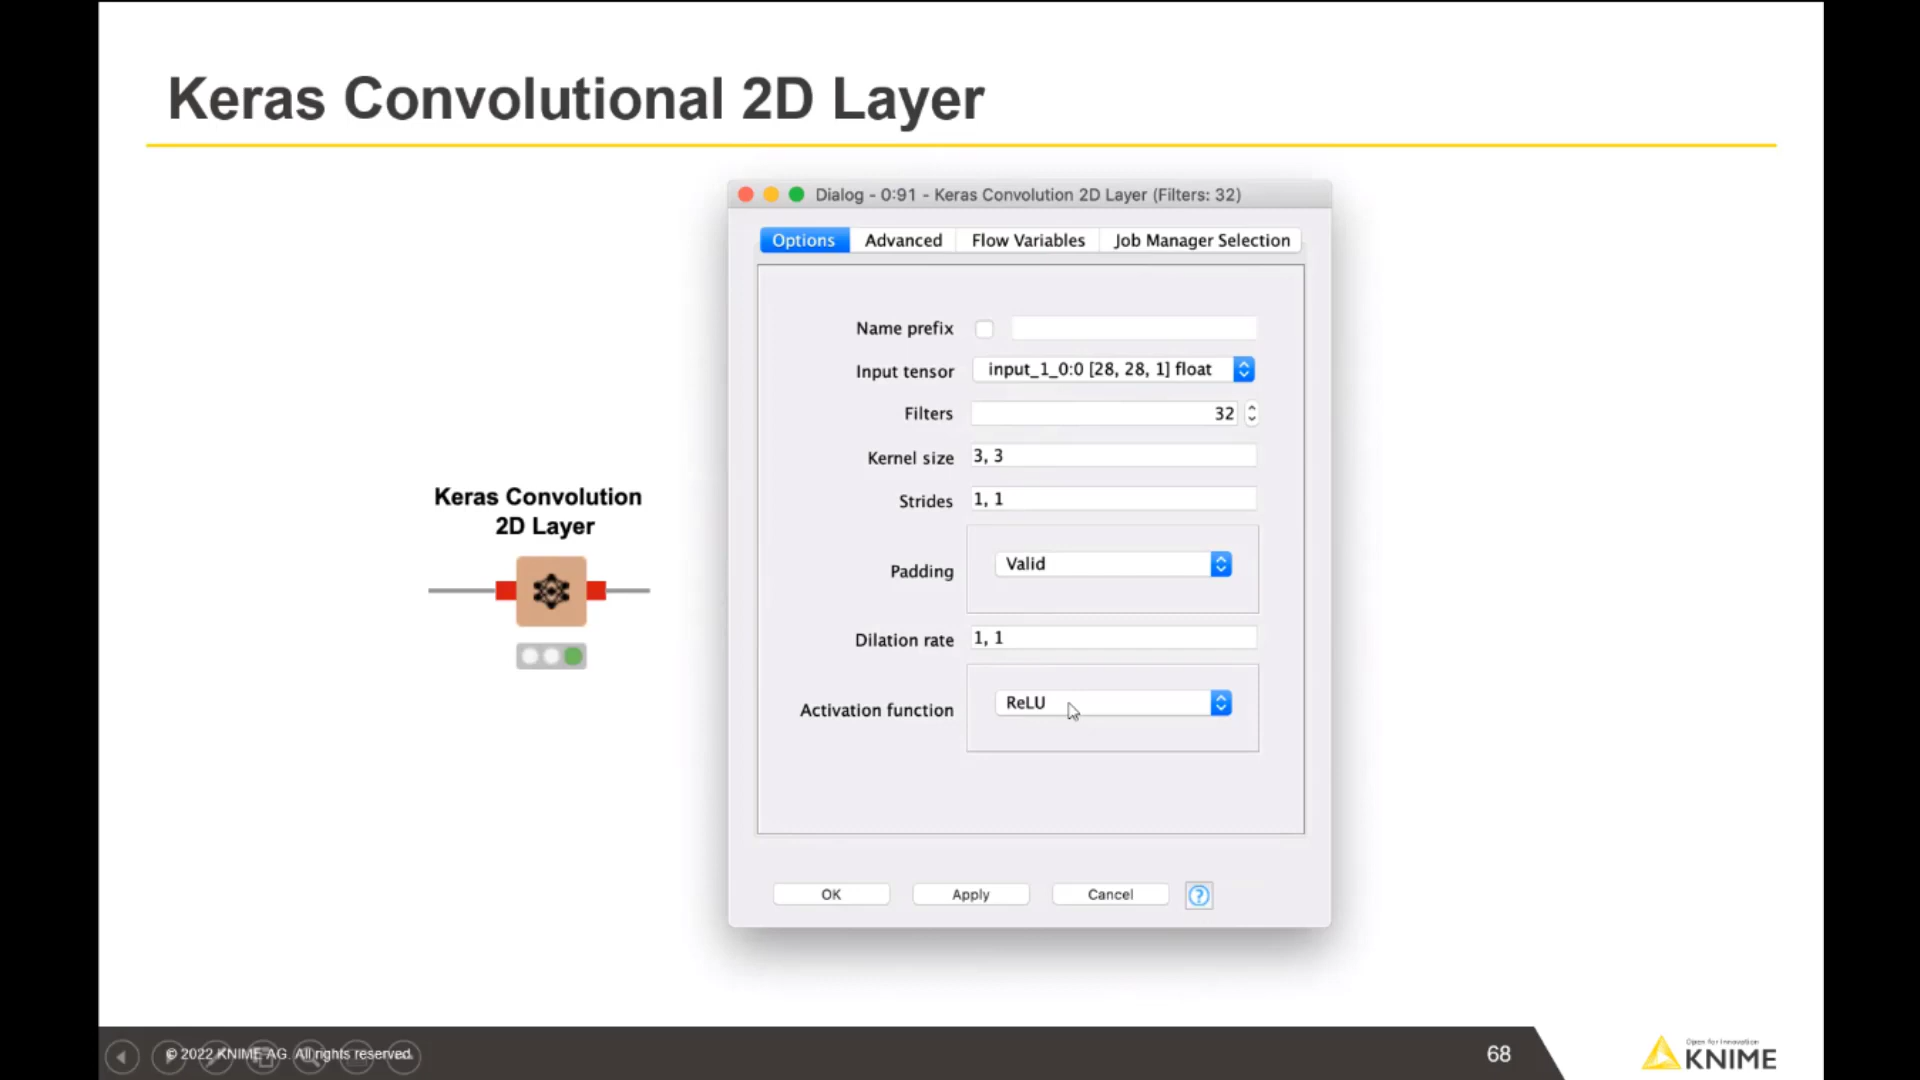 Keras Convolutional 2D Layer
Dialog - 0:91 - Keras Convolution 2D Layer (Filters: 32)
Options Advanced Flow Variables Job Manager Selection
Name prefix
Input tensor input_1_0:0 [28, 28, 1] float
Filters 32
Kernel size 3, 3
Strides 1, 1
Padding Valid
Dilation rate 1, 1
Activation function ReLU
OK Apply Cancel ?
Keras Convolution
2D Layer
© 2022 KNIME AG. All rights reserved.
68
Open for Innovation
KNIME